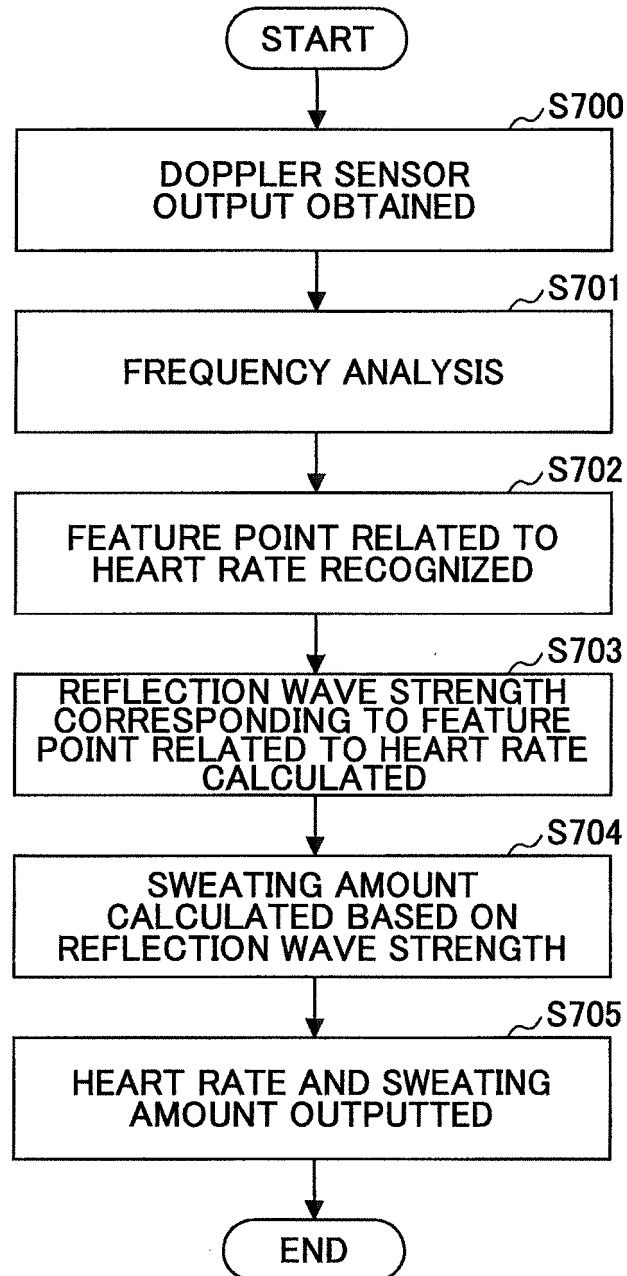 START
S700
DOPPLER SENSOR
OUTPUT OBTAINED
S701
FREQUENCY ANALYSIS
S702
FEATURE POINT RELATED TO
HEART RATE RECOGNIZED
S703
REFLECTION WAVE STRENGTH
CORRESPONDING TO FEATURE
POINT RELATED TO HEART RATE
CALCULATED
S704
SWEATING AMOUNT
CALCULATED BASED ON
REFLECTION WAVE STRENGTH
S705
HEART RATE AND SWEATING
AMOUNT OUTPUTTED
END